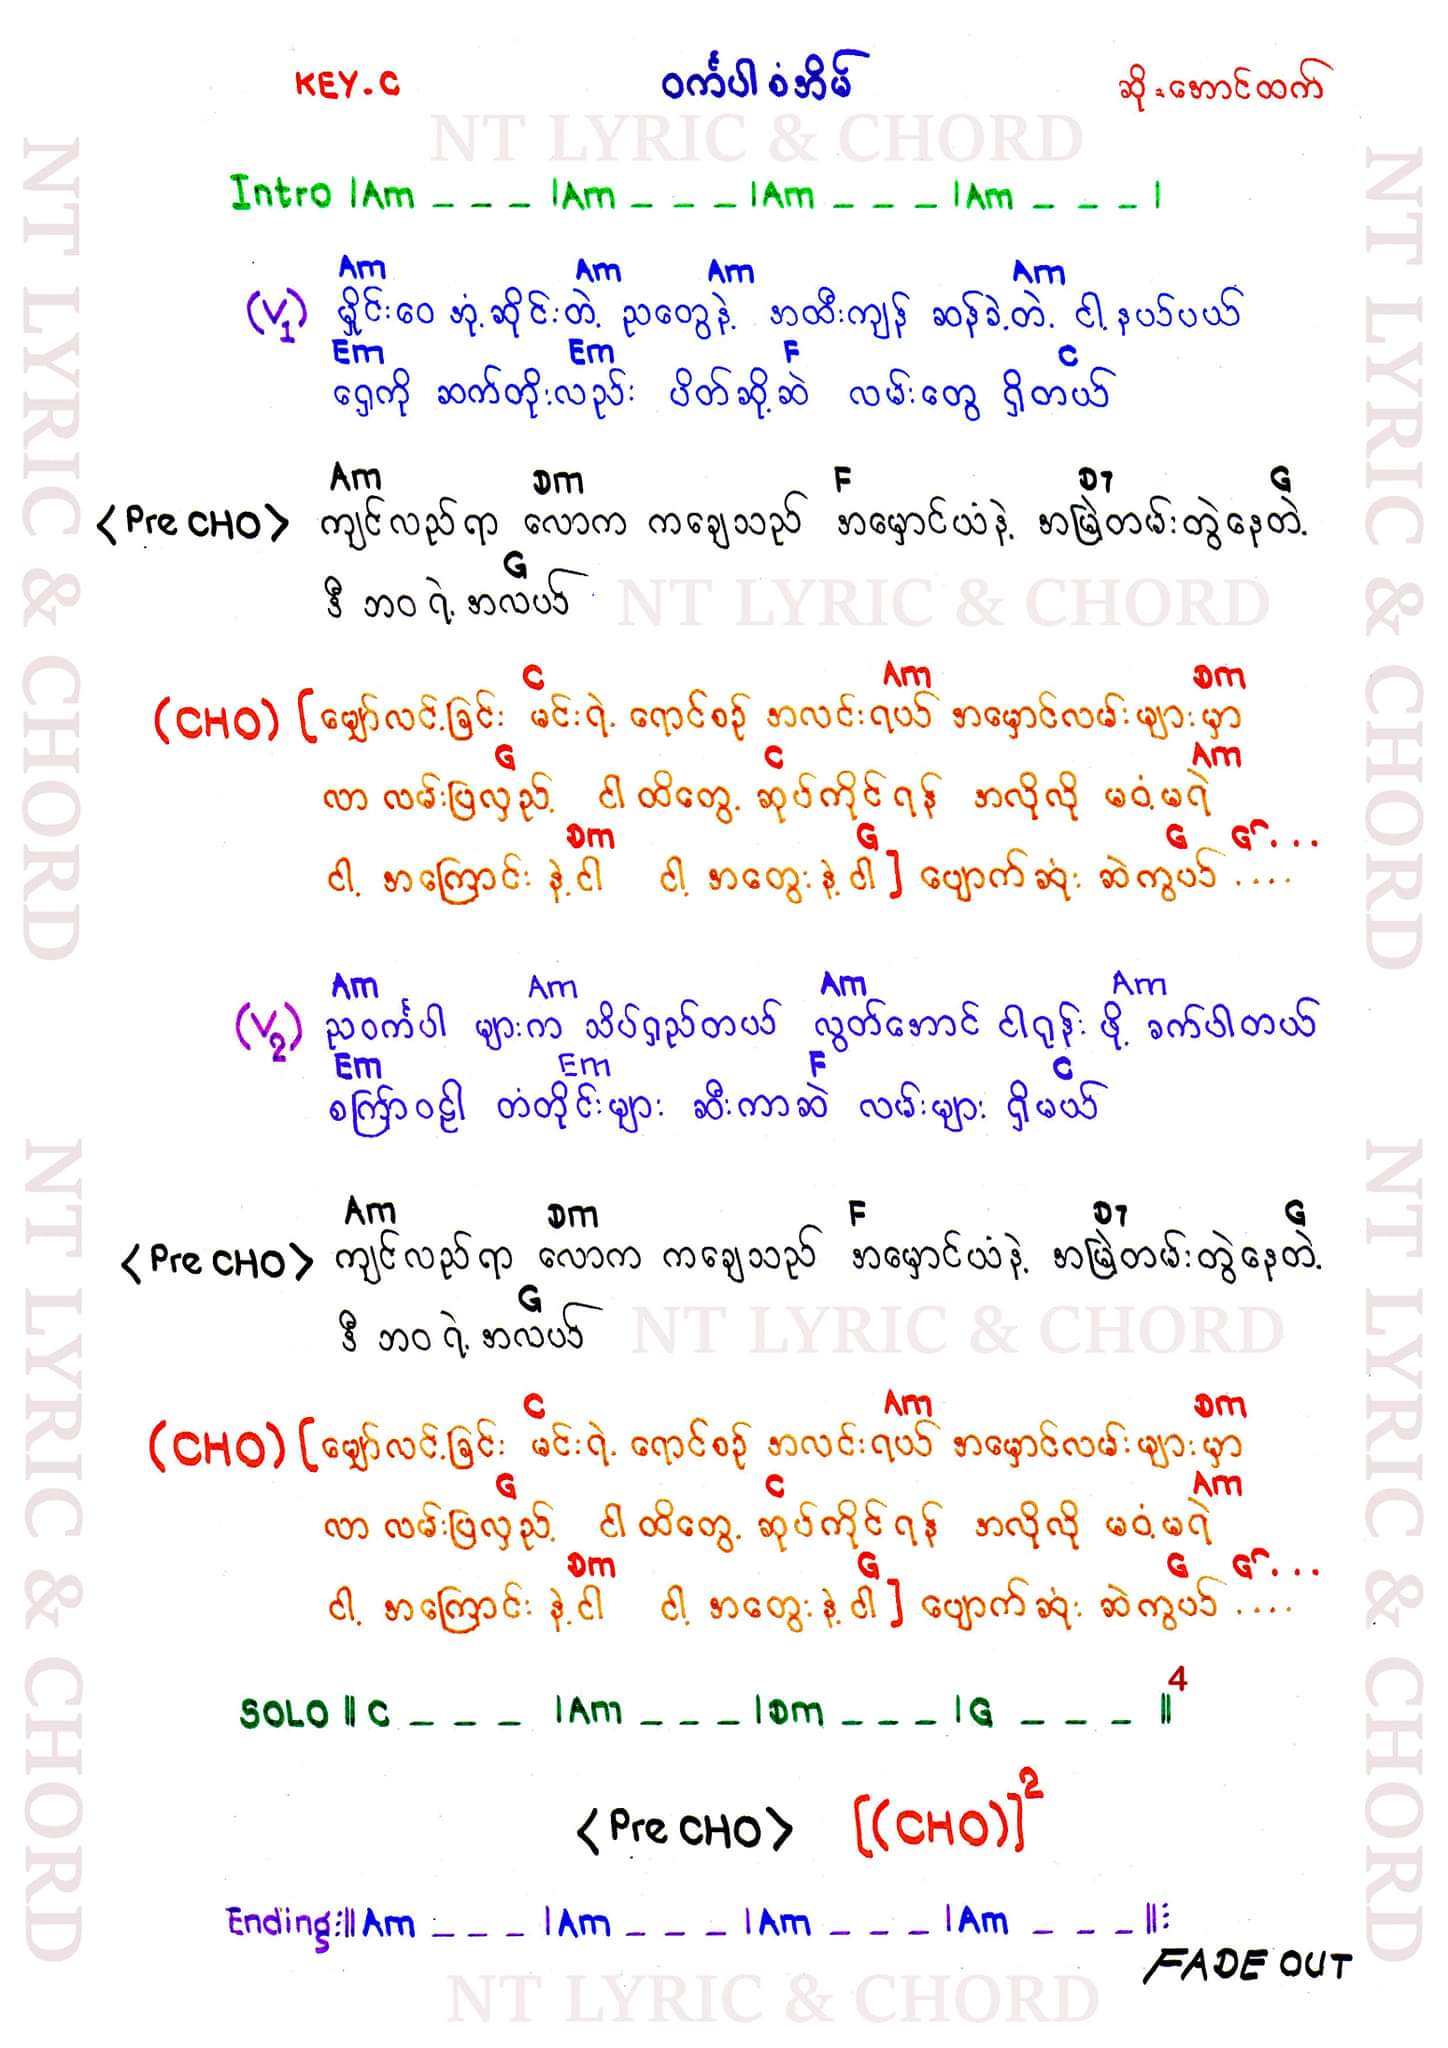 KEY.C ဝင်္ကပါစံအိမ် ဆို - အောင်ထက်
NT LYRIC & CHORD
Intro |Am _ _ _ |Am _ _ _ |Am _ _ _ |Am _ _ _ |
Am Am Am Am
(V1) မှိုင်းဝေ အုံ့ဆိုင်းတဲ့ ညတွေနဲ့ အထီးကျန် ဆန်ခဲ့တဲ့ ငါ့နယ်ပယ်
Em Em F C
ရှေ့ကို ဆက်တိုးလည်း ပိတ်ဆို့ဆဲ လမ်းတွေ ရှိတယ်
Am Dm F D7 G
<Pre CHO> ကျင်လည်ရာ လောက ကချေသည် အမှောင်ယံနဲ့ အမြဲတမ်းတွဲနေတဲ့
G
ဒီ ဘဝရဲ့ အလယ်
NT LYRIC & CHORD
C Am Dm
(CHO) [မျှော်လင့်ခြင်း မင်းရဲ့ ရောင်စဉ် အလင်းရယ် အမှောင်လမ်းများမှာ
G C Am
လာ လမ်းပြလှည့် ငါ ထိတွေ့ ဆုပ်ကိုင်ရန် အလိုလို မဝံ့မရဲ
Dm G G G⌒...
ငါ့ အကြောင်းနဲ့ငါ ငါ့ အတွေးနဲ့ငါ] ပျောက်ဆုံး ဆဲကွယ်....
Am Am Am Am
(V2) ညဝင်္ကပါ များက သိပ်ရှည်တယ် လွတ်အောင် ငါရုန်းဖို့ ခက်ပါတယ်
Em Em F C
စကြာဝဠာ တံတိုင်းများ ဆီးကာဆဲ လမ်းများ ရှိမယ်
Am Dm F D7 G
<Pre CHO> ကျင်လည်ရာ လောက ကချေသည် အမှောင်ယံနဲ့ အမြဲတမ်းတွဲနေတဲ့
G
ဒီ ဘဝရဲ့ အလယ်
NT LYRIC & CHORD
C Am Dm
(CHO) [မျှော်လင့်ခြင်း မင်းရဲ့ ရောင်စဉ် အလင်းရယ် အမှောင်လမ်းများမှာ
G C Am
လာ လမ်းပြလှည့် ငါ ထိတွေ့ ဆုပ်ကိုင်ရန် အလိုလို မဝံ့မရဲ
Dm G G G⌒...
ငါ့ အကြောင်းနဲ့ငါ ငါ့ အတွေးနဲ့ငါ] ပျောက်ဆုံး ဆဲကွယ်....
SOLO ||C _ _ _ |Am _ _ _ |Dm _ _ _ |G _ _ _ ||4
<Pre CHO> [(CHO)]2
Ending:||Am _ _ _ |Am _ _ _ |Am _ _ _ |Am _ _ _ ||:
FADE OUT
NT LYRIC & CHORD
NT LYRIC & CHORD
NT LYRIC & CHORD
NT LYRIC & CHORD
NT LYRIC & CHORD